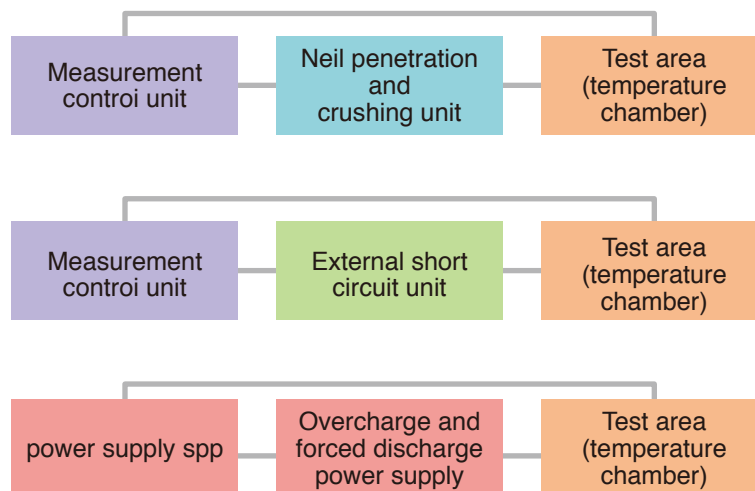 Measurement
controi unit
Neil penetration
and
crushing unit
Test area
(temperature
chamber)
Measurement
controi unit
External short
circuit unit
Test area
(temperature
chamber)
power supply spp
Overcharge and
forced discharge
power supply
Test area
(temperature
chamber)